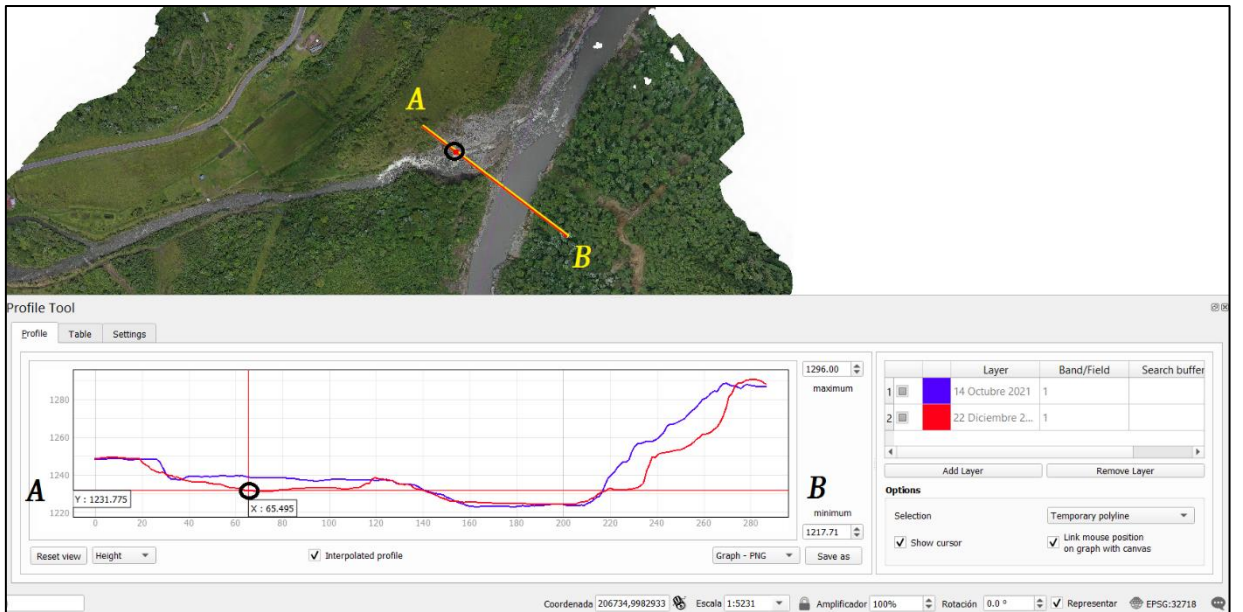 A
B
Profile Tool
Profile Table Settings
1280
1260
1240
1220
A
Y : 1231.775
X : 65.495
0 20 40 60 80 100 120 140 160 180 200 220 240 260 280
B
1296.00
maximum
minimum
1217.71
Reset view Height Interpolated profile Graph - PNG Save as
Layer Band/Field Search buffer
1 14 Octubre 2021 1
2 22 Diciembre 2... 1
Add Layer Remove Layer
Options
Selection Temporary polyline
Show cursor Link mouse position
on graph with canvas
Coordenada 206734,9982933 Escala 1:5231 Amplificador 100% Rotación 0.0 ° Representar EPSG:32718